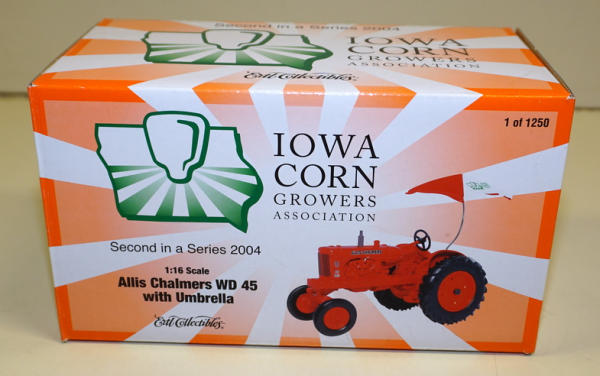 Second in a Series 2004
IOWA
CORN
GROWERS
ASSOCIATION
Ertl Collectibles
1 of 1250
IOWA
CORN
GROWERS
ASSOCIATION
Second in a Series 2004
1:16 Scale
Allis Chalmers WD 45
with Umbrella
Ertl Collectibles